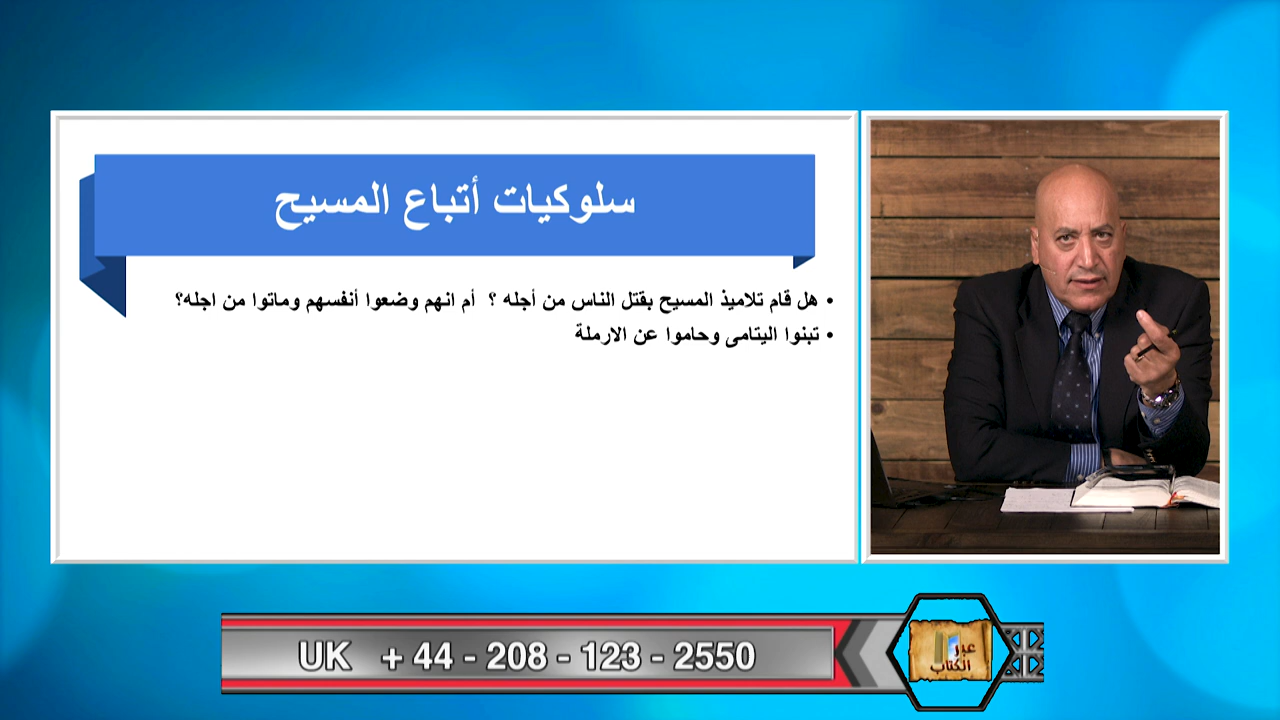 سلوكيات أتباع المسيح
• هل قام تلاميذ المسيح بقتل الناس من أجله ؟ أم انهم وضعوا أنفسهم وماتوا من اجله؟
• تبنوا اليتامى وحاموا عن الارملة
UK + 44 - 208 - 123 - 2550
عبر
الكتاب